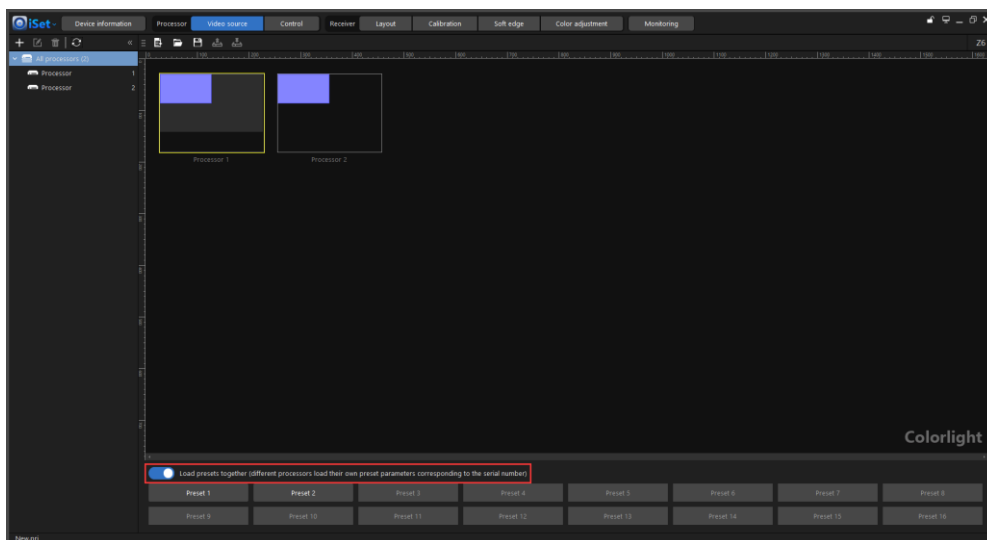 iSet Device information Processor Video source Control Receiver Layout Calibration Soft edge Color adjustment Monitoring
Z6
All processors (2)
Processor 1
Processor 2
Processor 1 Processor 2
Colorlight
Load presets together (different processors load their own preset parameters corresponding to the serial number)
Preset 1 Preset 2 Preset 3 Preset 4 Preset 5 Preset 6 Preset 7 Preset 8
Preset 9 Preset 10 Preset 11 Preset 12 Preset 13 Preset 14 Preset 15 Preset 16
New.prj